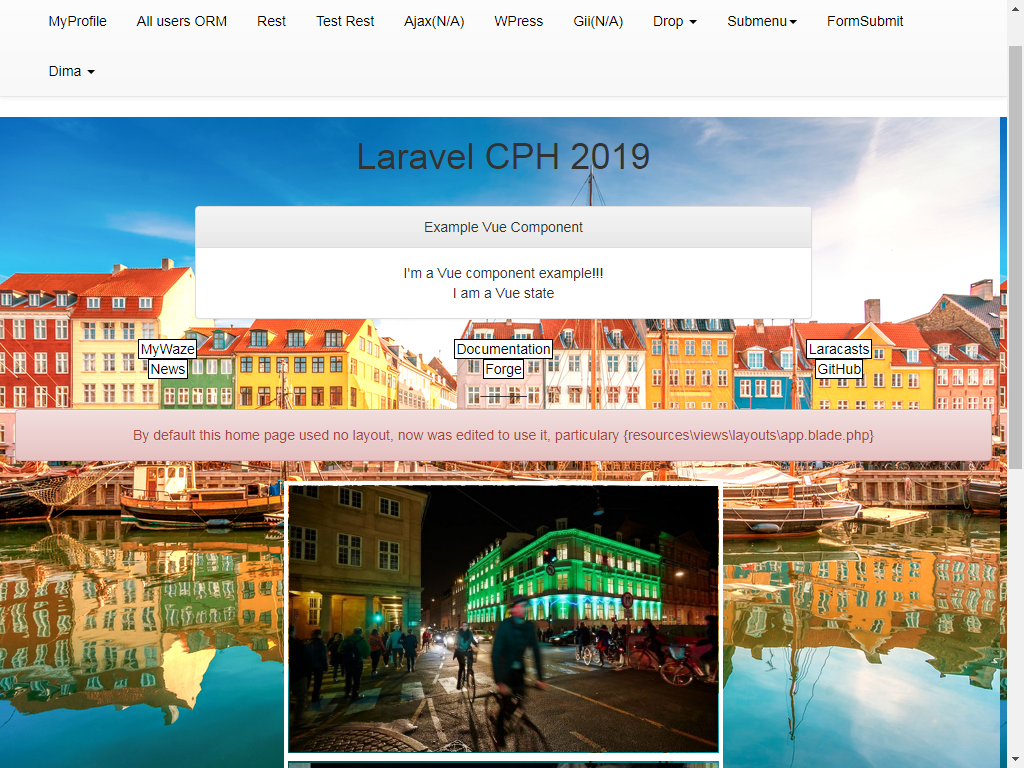 MyProfile All users ORM Rest Test Rest Ajax(N/A) WPress Gii(N/A) Drop Submenu FormSubmit
Dima
Laravel CPH 2019
Example Vue Component
I'm a Vue component example!!!
I am a Vue state
MyWaze Documentation Laracasts
News Forge GitHub
By default this home page used no layout, now was edited to use it, particulary {resources\views\layouts\app.blade.php}